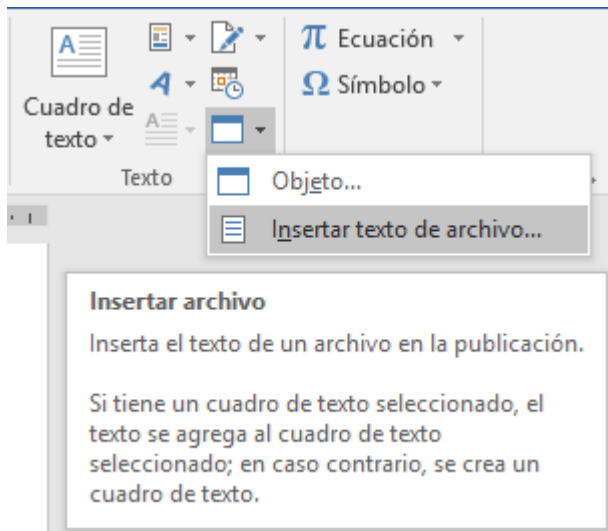 π Ecuación
Ω Símbolo
Cuadro de
texto
A
A
A
Texto
Objeto...
Insertar texto de archivo...
Insertar archivo
Inserta el texto de un archivo en la publicación.
Si tiene un cuadro de texto seleccionado, el
texto se agrega al cuadro de texto
seleccionado; en caso contrario, se crea un
cuadro de texto.